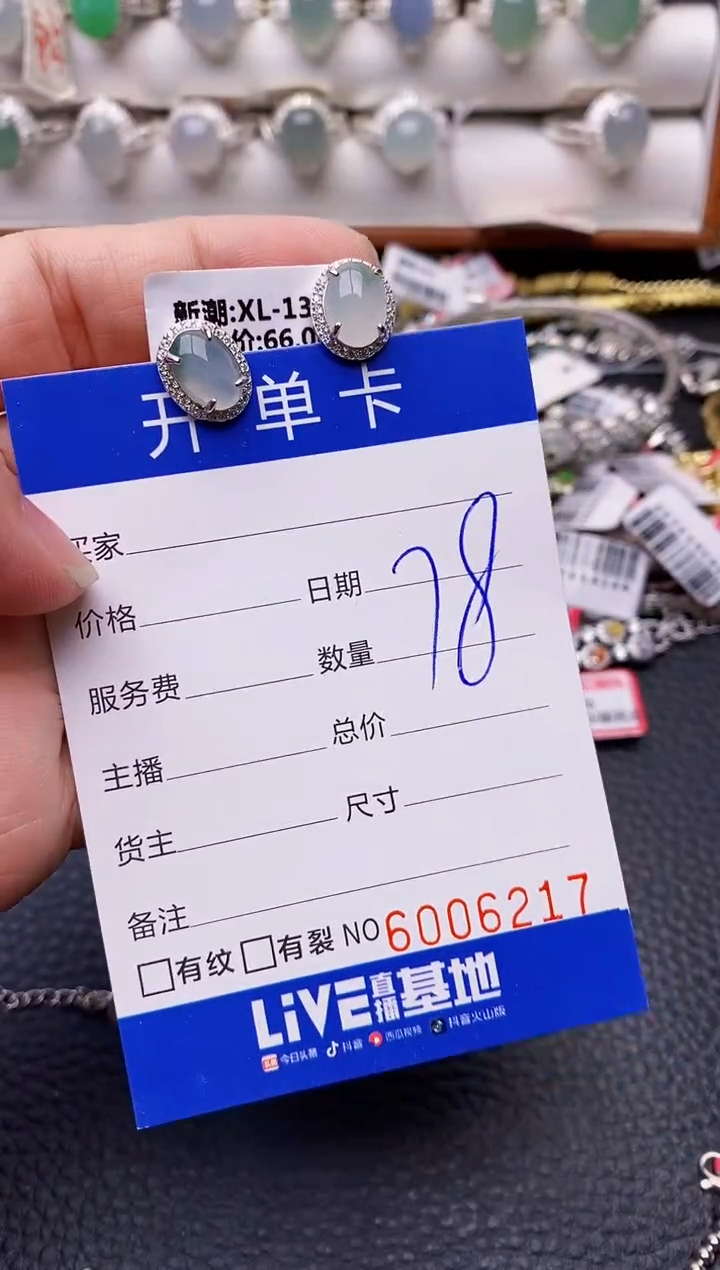 新潮:XL-13
价:66.0
开单卡
买家
78
价格 日期
服务费 数量
主播 总价
货主 尺寸
备注
有纹 有裂 NO 6006217
LiVE直播基地
今日头条 抖音 西瓜视频 抖音火山版